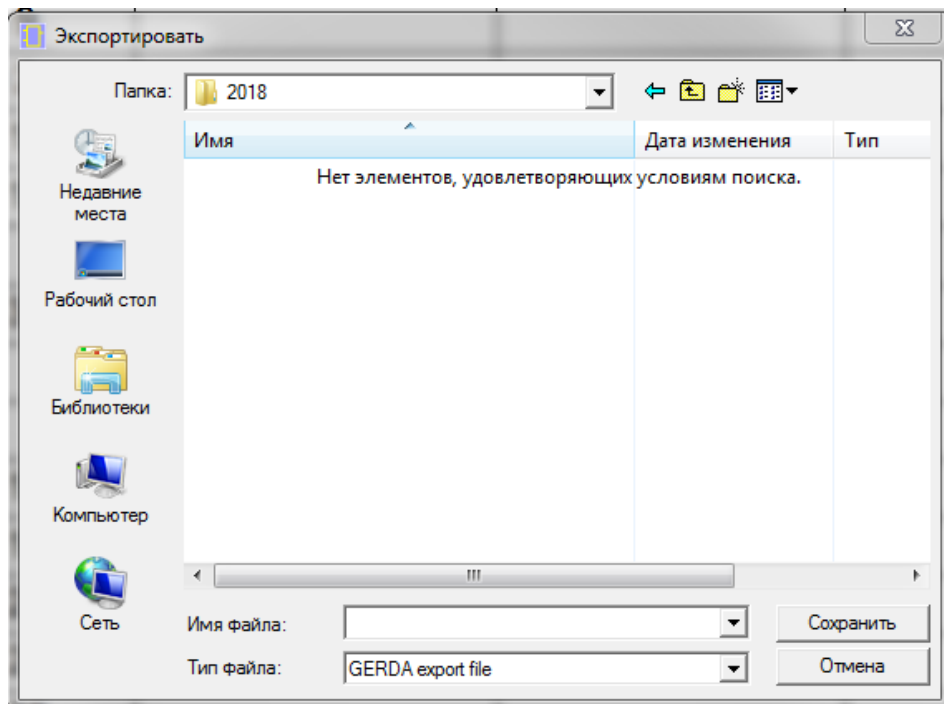 Экспортировать
Папка: 2018
Имя Дата изменения Тип
Нет элементов, удовлетворяющих условиям поиска.
Недавние
места
Рабочий стол
Библиотеки
Компьютер
Сеть
Имя файла: Сохранить
Тип файла: GERDA export file Отмена